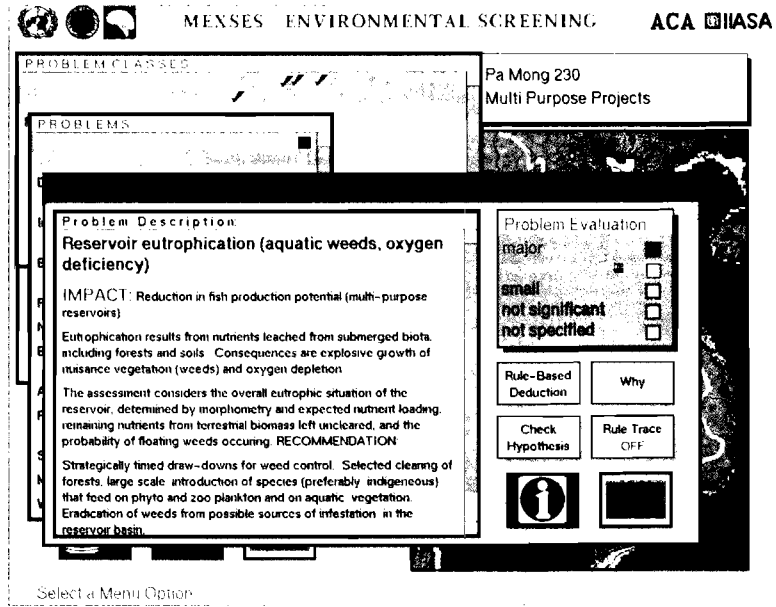 MEXSES ENVIRONMENTAL SCREENING
ACA IIASA
PROBLEM CLASSES
Pa Mong 230
Multi Purpose Projects
PROBLEMS
Problem Description:
Reservoir eutrophication (aquatic weeds, oxygen
deficiency)
IMPACT: Reduction in fish production potential (multi-purpose
reservoirs)
Eutrophication results from nutrients leached from submerged biota,
including forests and soils. Consequences are explosive growth of
nuisance vegetation (weeds) and oxygen depletion
The assessment considers the overall eutrophic situation of the
reservoir, determined by morphometry and expected nutrient loading,
remaining nutrients from terrestrial biomass left uncleared, and the
probability of floating weeds occuring. RECOMMENDATION:
Strategically timed draw-downs for weed control. Selected clearing of
forests, large scale introduction of species (preferably indigeneous)
that feed on phyto and zoo plankton and on aquatic vegetation.
Eradication of weeds from possible sources of infestation in the
reservoir basin.
Problem Evaluation
major
small
not significant
not specified
Rule-Based
Deduction
Why
Check
Hypothesis
Rule Trace
OFF
Select a Menu Option